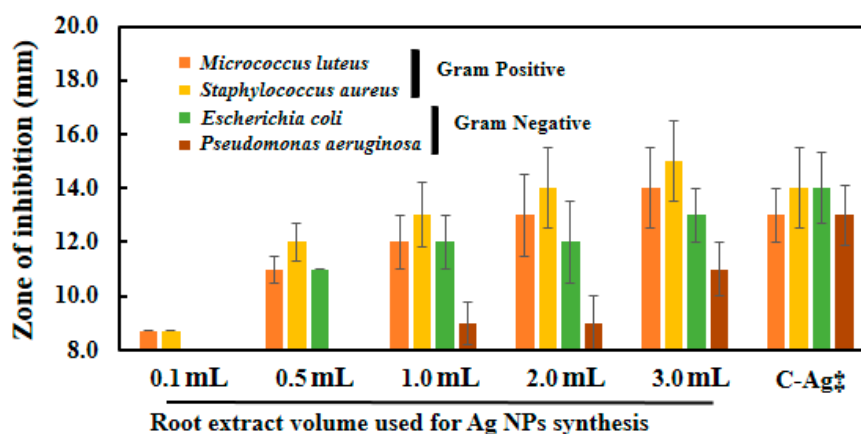 20.0
18.0
16.0
14.0
12.0
10.0
8.0
Zone of inhibition (mm)
Micrococcus luteus
Staphylococcus aureus
Gram Positive
Escherichia coli
Pseudomonas aeruginosa
Gram Negative
0.1 mL 0.5 mL 1.0 mL 2.0 mL 3.0 mL C-Ag‡
Root extract volume used for Ag NPs synthesis